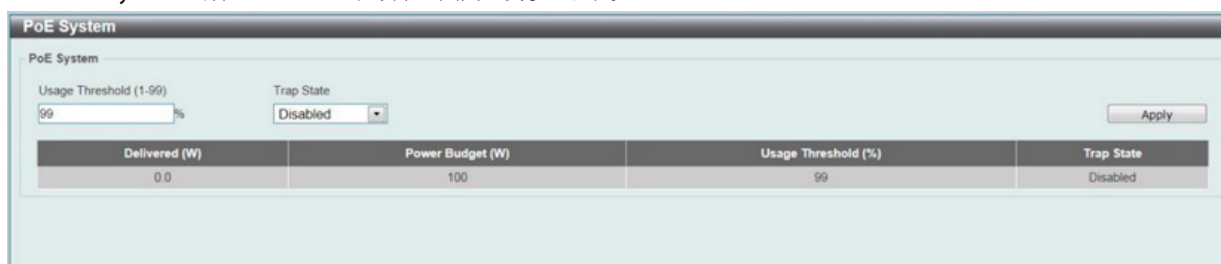 PoE System
PoE System
Usage Threshold (1-99)
Trap State
99 %
Disabled
Apply
Delivered (W) Power Budget (W) Usage Threshold (%) Trap State
0.0 100 99 Disabled